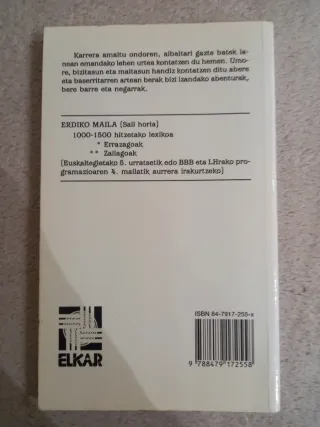 Karrera amaitu ondoren, albaitari gazte batek la-
nean emandako lehen urtea kontatzen du hemen. Umo-
re, bizitasun eta maitasun handiz kontatzen ditu abere
eta baserritarren artean berak bizi izandako abenturak,
bere barre eta negarrak.
ERDIKO MAILA (Sail horia)
1000-1500 hitzetako lexikoa
* Errazagoak
** Zailagoak
(Euskaltegietako 5. urratsetik edo BBB eta LHrako pro-
gramazioaren 4. mailatik aurrera irakurtzeko)
ISBN 84-7917-255-x
9 788479 172558
ELKAR